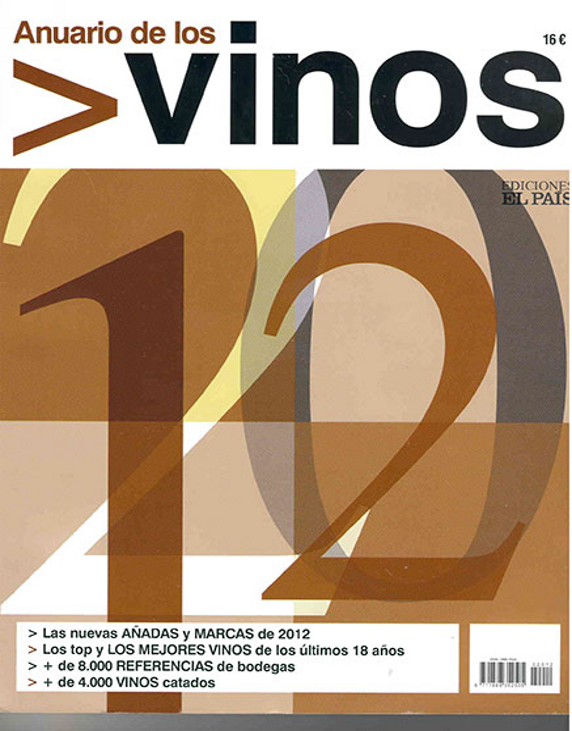 Anuario de los
> vinos
16 €
EDICIONES
EL PAÍS
20
12
> Las nuevas AÑADAS y MARCAS de 2012
> Los top y LOS MEJORES VINOS de los últimos 18 años
> + de 8.000 REFERENCIAS de bodegas
> + de 4.000 VINOS catados